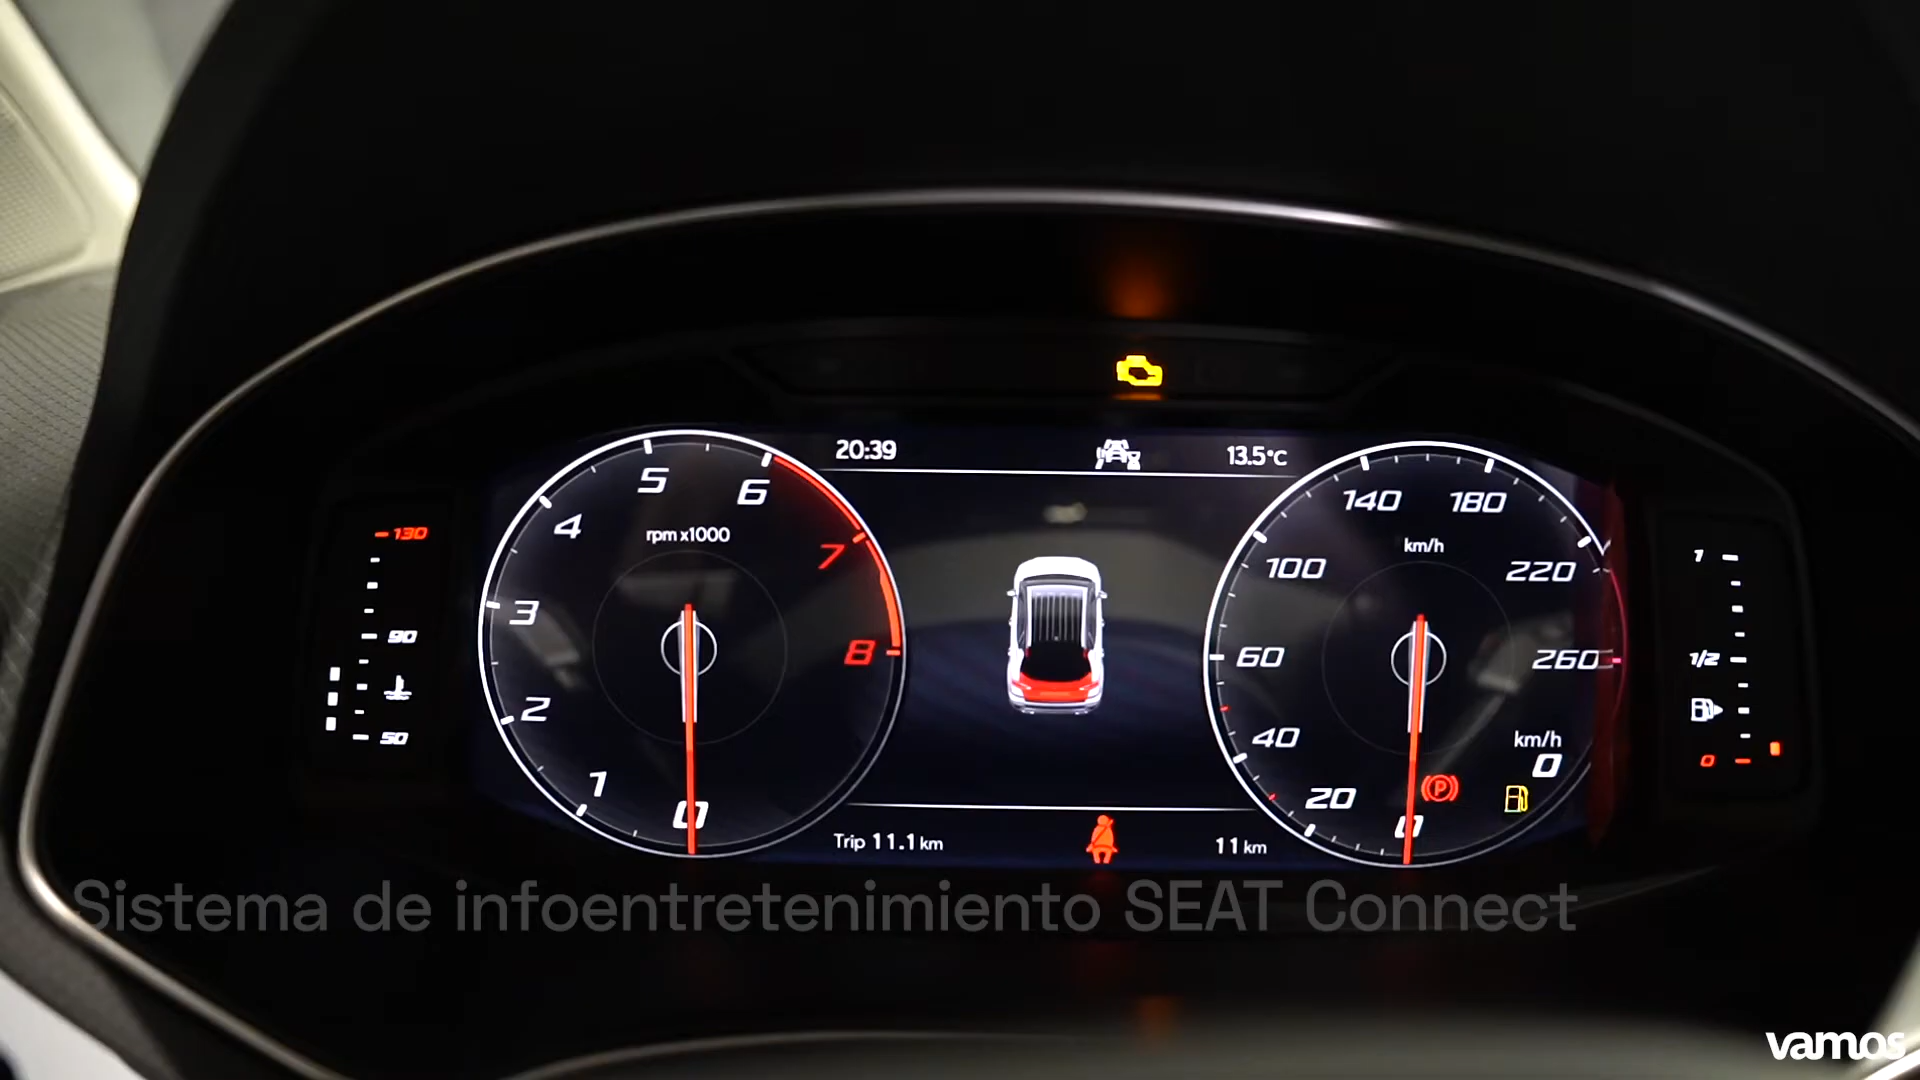 20:39
13.5°C
5
6
4
rpm x1000
7
3
8
2
1
0
130
90
50
140
180
100
km/h
220
60
260
40
km/h
0
20
0
1
1/2
0
Trip 11.1 km
11 km
P
Sistema de infoentretenimiento SEAT Connect
vamos